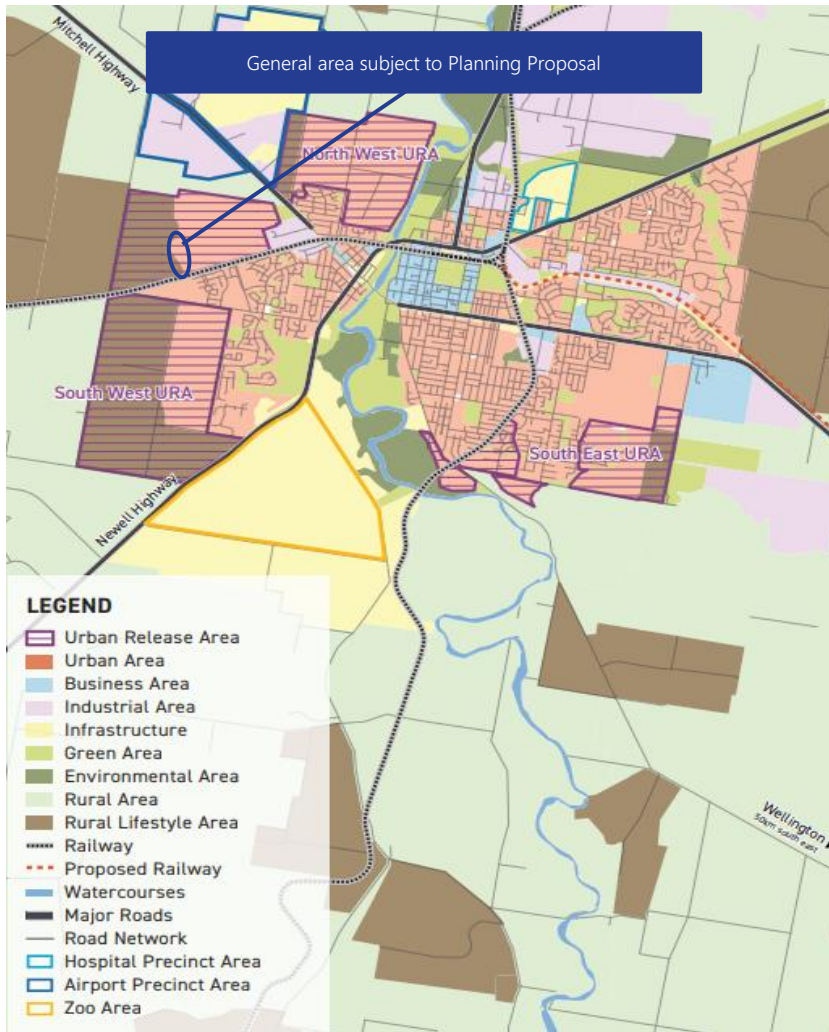 General area subject to Planning Proposal
Mitchell Highway
North West URA
South West URA
South East URA
Newell Highway
Wellington
50km south east
LEGEND
Urban Release Area
Urban Area
Business Area
Industrial Area
Infrastructure
Green Area
Environmental Area
Rural Area
Rural Lifestyle Area
Railway
Proposed Railway
Watercourses
Major Roads
Road Network
Hospital Precinct Area
Airport Precinct Area
Zoo Area